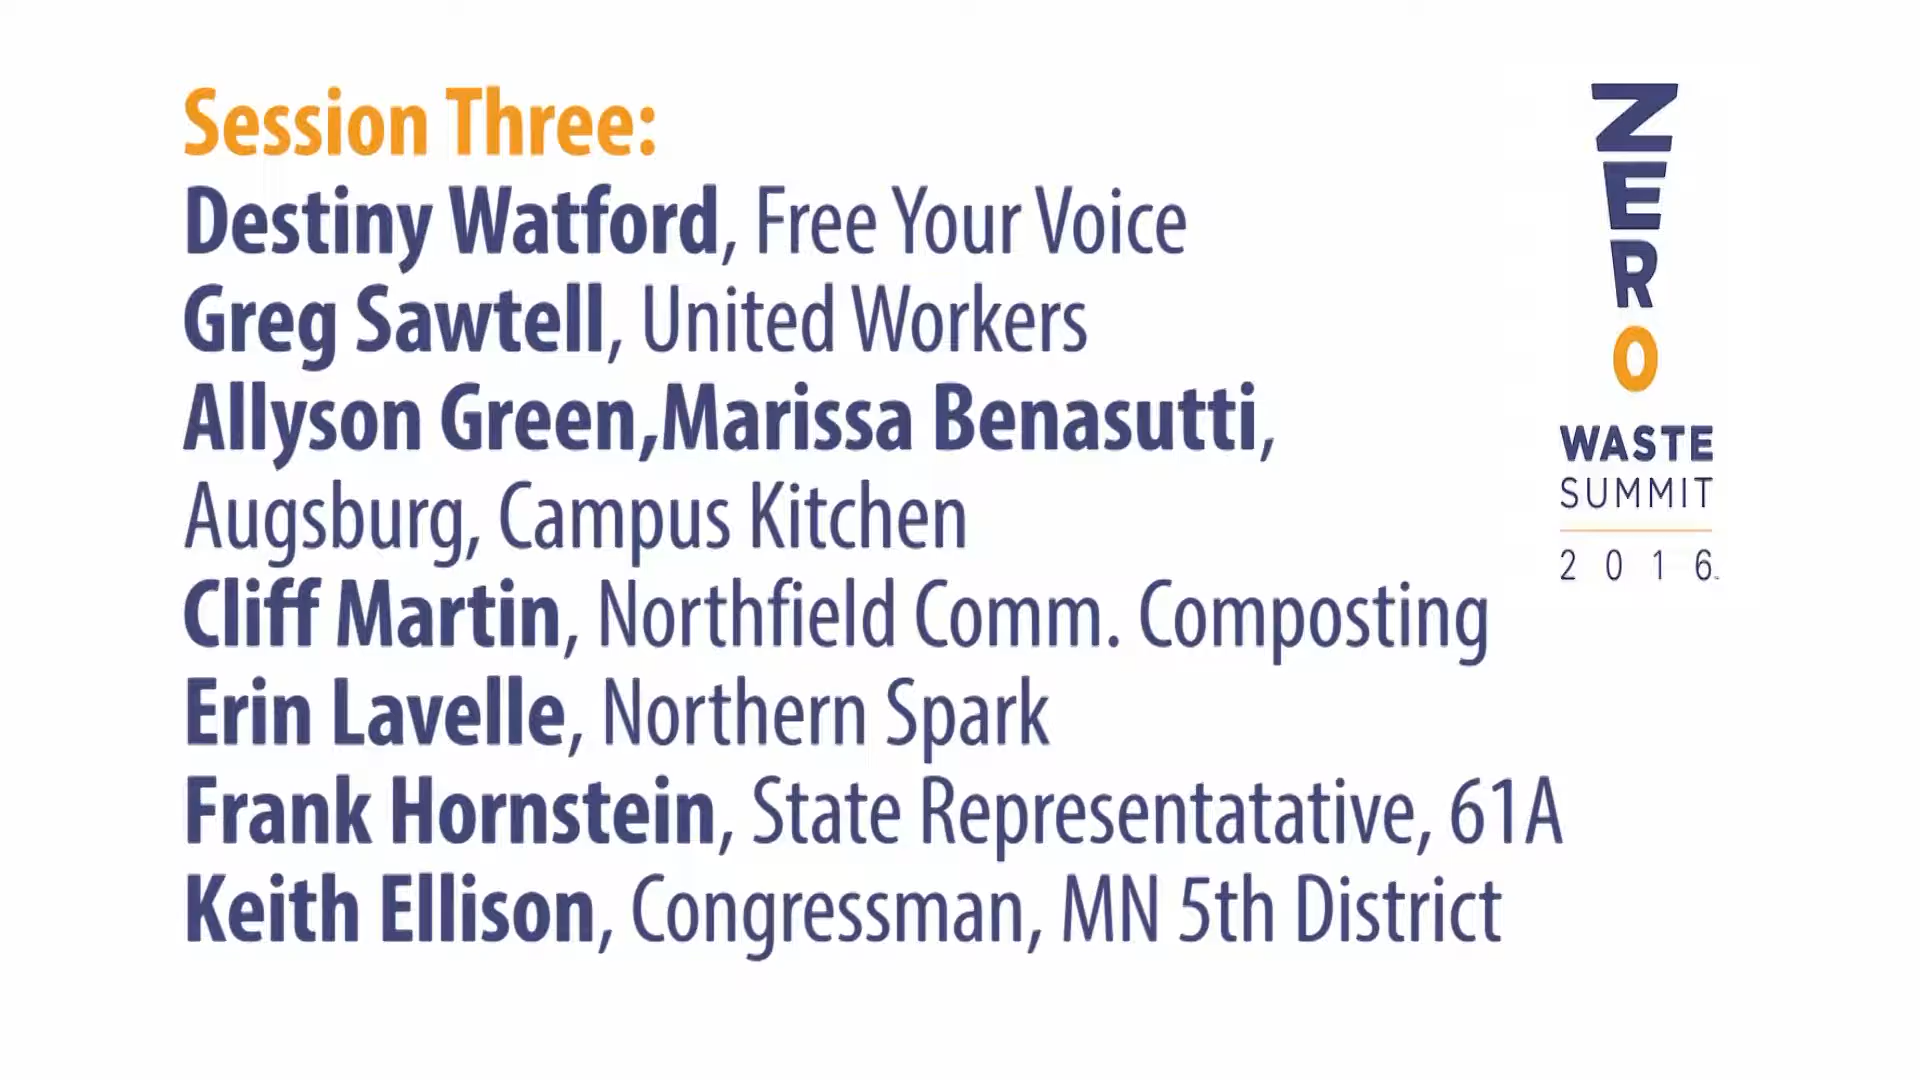 Session Three:
Destiny Watford, Free Your Voice
Greg Sawtell, United Workers
Allyson Green,Marissa Benasutti,
Augsburg, Campus Kitchen
Cliff Martin, Northfield Comm. Composting
Erin Lavelle, Northern Spark
Frank Hornstein, State Representatative, 61A
Keith Ellison, Congressman, MN 5th District
ZERO
WASTE
SUMMIT
2016